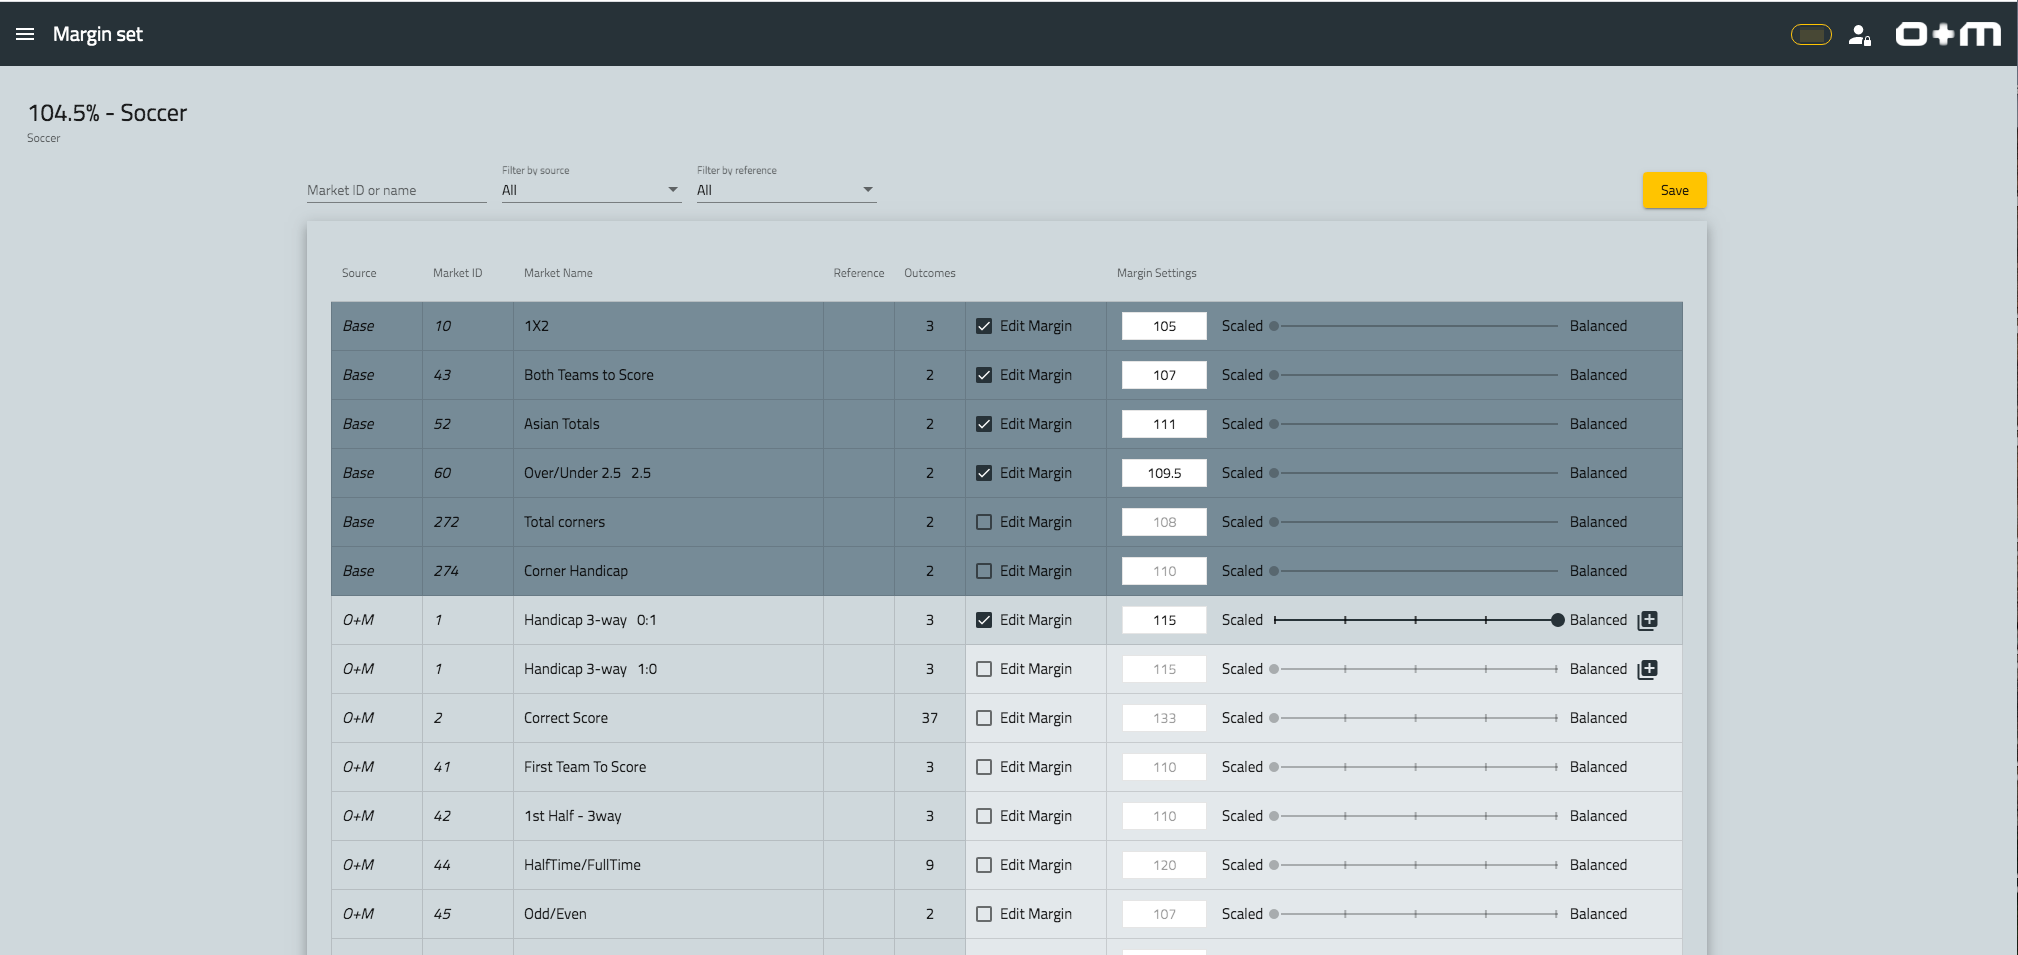 Margin set
O+M
104.5% - Soccer
Soccer
Market ID or name
Filter by source
All
Filter by reference
All
Save
Source Market ID Market Name Reference Outcomes Margin Settings
Base 10 1X2 3 Edit Margin 105 Scaled Balanced
Base 43 Both Teams to Score 2 Edit Margin 107 Scaled Balanced
Base 52 Asian Totals 2 Edit Margin 111 Scaled Balanced
Base 60 Over/Under 2.5 2.5 2 Edit Margin 109.5 Scaled Balanced
Base 272 Total corners 2 Edit Margin 108 Scaled Balanced
Base 274 Corner Handicap 2 Edit Margin 110 Scaled Balanced
O+M 1 Handicap 3-way 0:1 3 Edit Margin 115 Scaled Balanced
O+M 1 Handicap 3-way 1:0 3 Edit Margin 115 Scaled Balanced
O+M 2 Correct Score 37 Edit Margin 133 Scaled Balanced
O+M 41 First Team To Score 3 Edit Margin 110 Scaled Balanced
O+M 42 1st Half - 3way 3 Edit Margin 110 Scaled Balanced
O+M 44 HalfTime/FullTime 9 Edit Margin 120 Scaled Balanced
O+M 45 Odd/Even 2 Edit Margin 107 Scaled Balanced